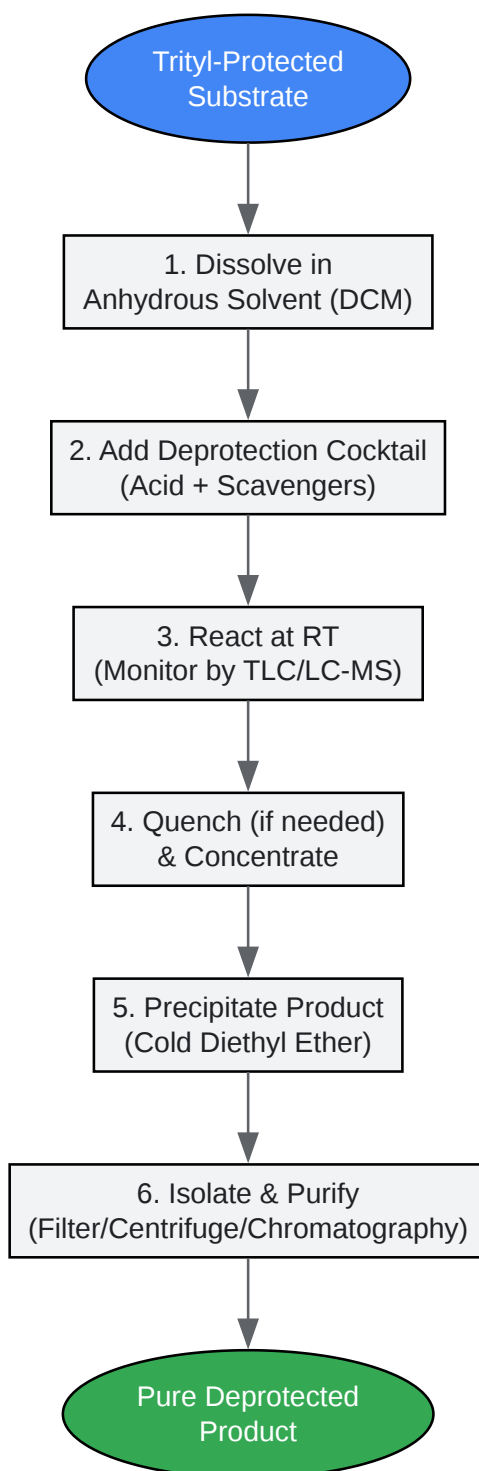 Trityl-Protected
Substrate
1. Dissolve in
Anhydrous Solvent (DCM)
2. Add Deprotection Cocktail
(Acid + Scavengers)
3. React at RT
(Monitor by TLC/LC-MS)
4. Quench (if needed)
& Concentrate
5. Precipitate Product
(Cold Diethyl Ether)
6. Isolate & Purify
(Filter/Centrifuge/Chromatography)
Pure Deprotected
Product